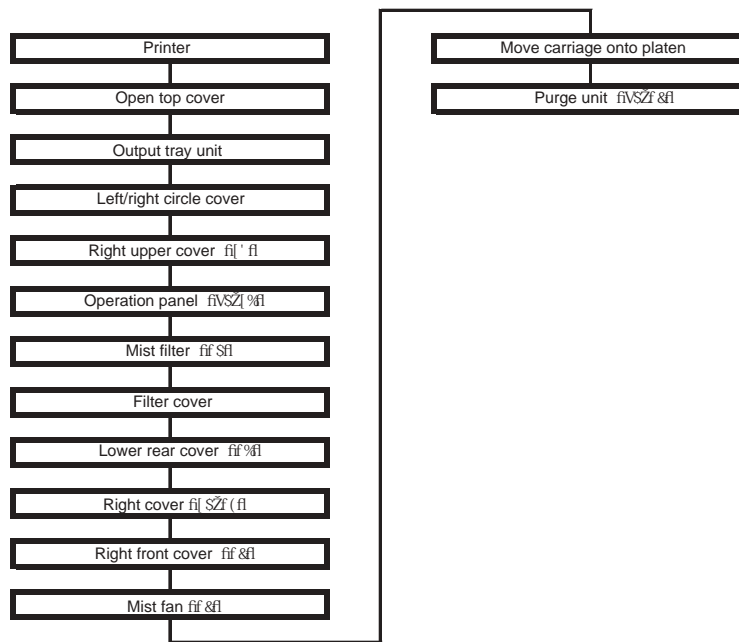 Printer
Open top cover
Output tray unit
Left/right circle cover
Right upper cover
Operation panel
Mist filter
Filter cover
Lower rear cover
Right cover
Right front cover
Mist fan
Move carriage onto platen
Purge unit